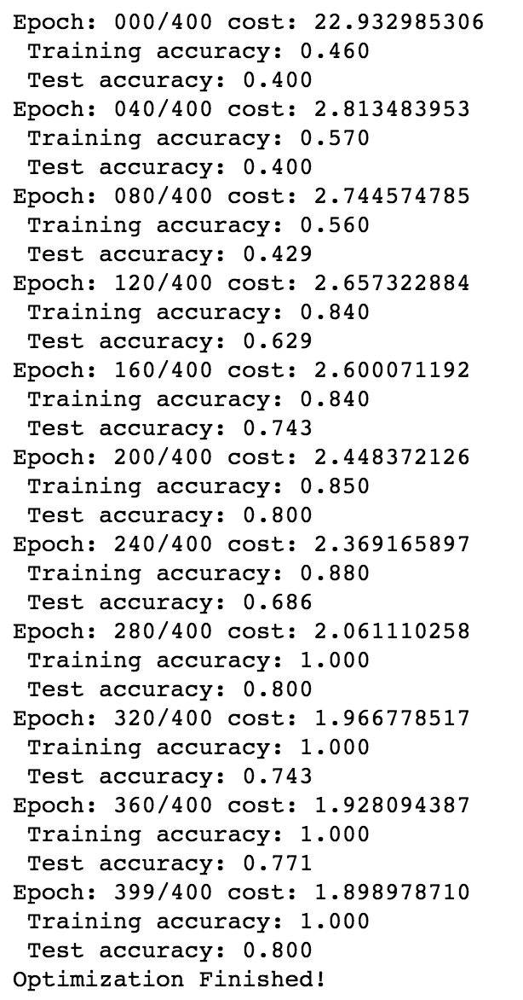 Epoch: 000/400 cost: 22.932985306
Training accuracy: 0.460
Test accuracy: 0.400
Epoch: 040/400 cost: 2.813483953
Training accuracy: 0.570
Test accuracy: 0.400
Epoch: 080/400 cost: 2.744574785
Training accuracy: 0.560
Test accuracy: 0.429
Epoch: 120/400 cost: 2.657322884
Training accuracy: 0.840
Test accuracy: 0.629
Epoch: 160/400 cost: 2.600071192
Training accuracy: 0.840
Test accuracy: 0.743
Epoch: 200/400 cost: 2.448372126
Training accuracy: 0.850
Test accuracy: 0.800
Epoch: 240/400 cost: 2.369165897
Training accuracy: 0.880
Test accuracy: 0.686
Epoch: 280/400 cost: 2.061110258
Training accuracy: 1.000
Test accuracy: 0.800
Epoch: 320/400 cost: 1.966778517
Training accuracy: 1.000
Test accuracy: 0.743
Epoch: 360/400 cost: 1.928094387
Training accuracy: 1.000
Test accuracy: 0.771
Epoch: 399/400 cost: 1.898978710
Training accuracy: 1.000
Test accuracy: 0.800
Optimization Finished!